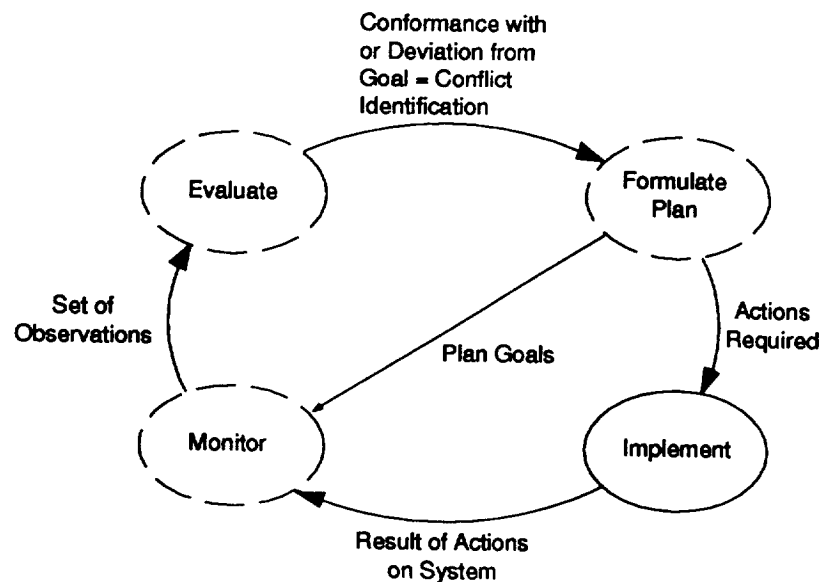 Conformance with
or Deviation from
Goal = Conflict
Identification
Evaluate
Formulate
Plan
Set of
Observations
Actions
Required
Plan Goals
Monitor
Implement
Result of Actions
on System